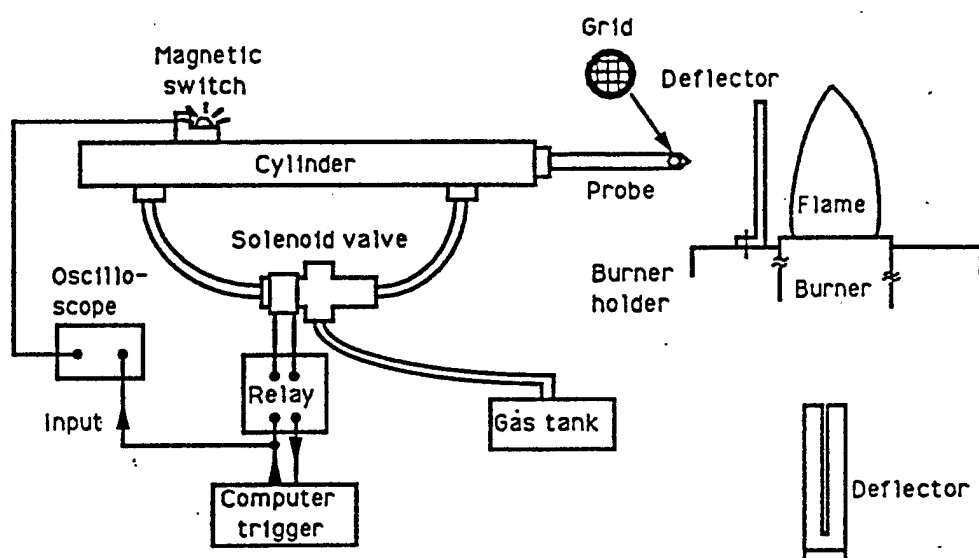 Grid
Magnetic
switch
Deflector
Cylinder
Probe
Flame
Solenoid valve
Burner
holder
Burner
Oscillo-
scope
Relay
Input
Gas tank
Computer
trigger
Deflector